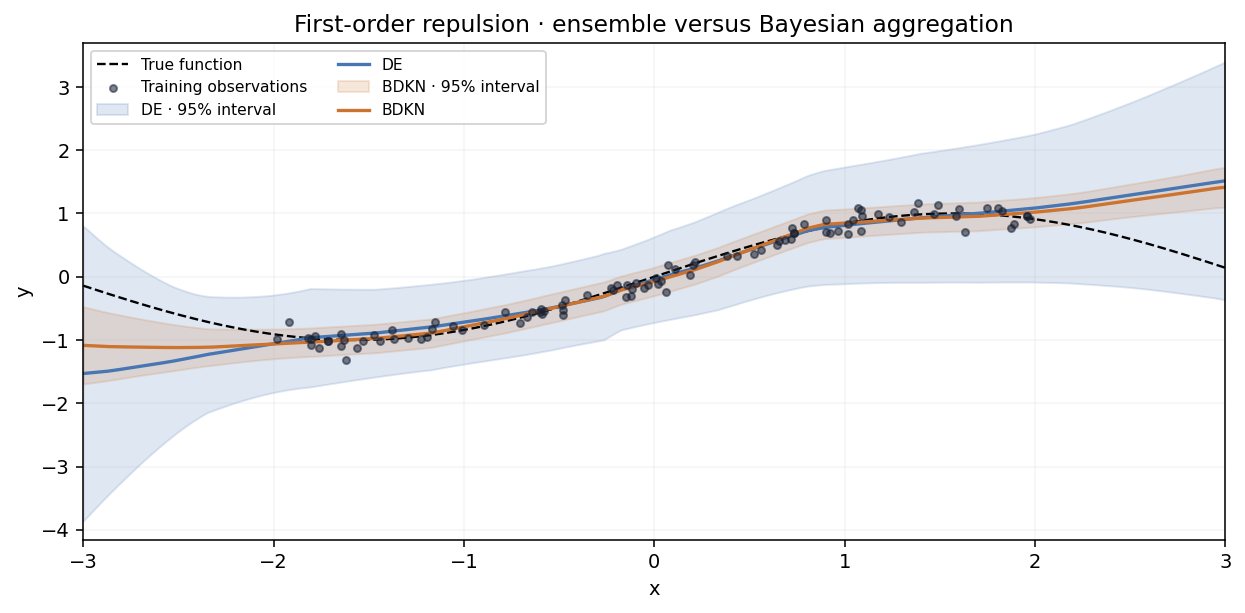 First-order repulsion · ensemble versus Bayesian aggregation
True function
Training observations
DE · 95% interval
DE
BDKN · 95% interval
BDKN
y
3
2
1
0
−1
−2
−3
−4
−3
−2
−1
0
1
2
3
x